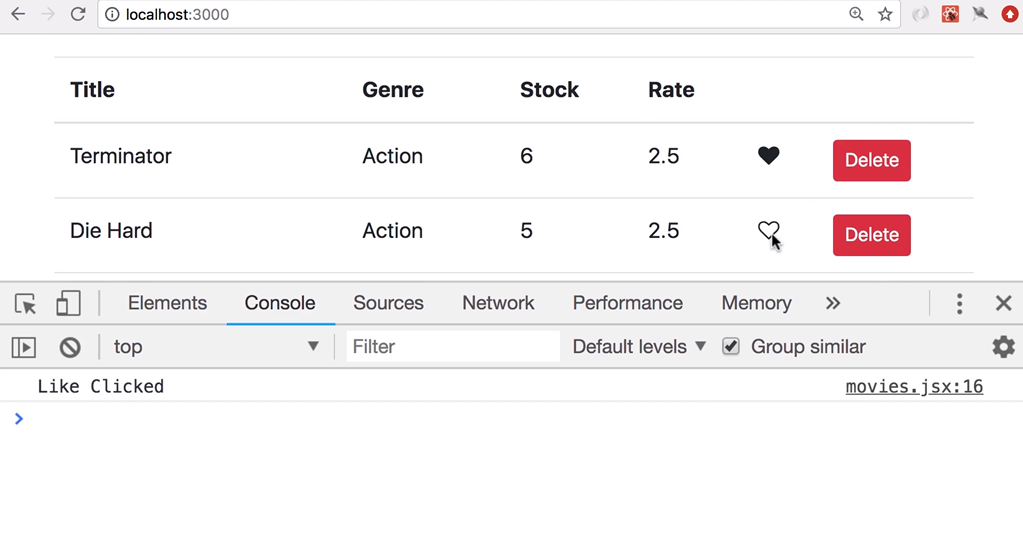 localhost:3000
Title Genre Stock Rate
Terminator Action 6 2.5 Delete
Die Hard Action 5 2.5 Delete
Elements Console Sources Network Performance Memory »
top Filter Default levels Group similar
Like Clicked movies.jsx:16